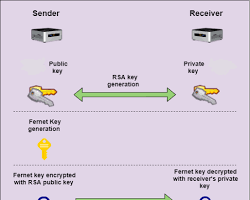 Sender
Receiver
Public
key
Private
key
RSA key
generation
Fernet Key
generation
Fernet key encrypted
with RSA public key
Fernet key decrypted
with receiver's private
key